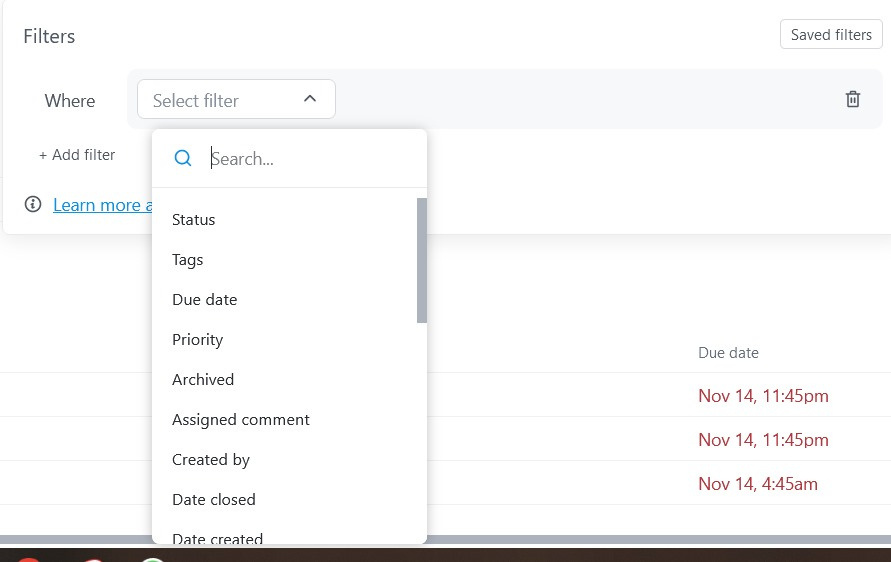 Filters
Saved filters
Where
Select filter
+ Add filter
Search...
Learn more a
Status
Tags
Due date
Priority
Archived
Assigned comment
Created by
Date closed
Date created
Due date
Nov 14, 11:45pm
Nov 14, 11:45pm
Nov 14, 4:45am